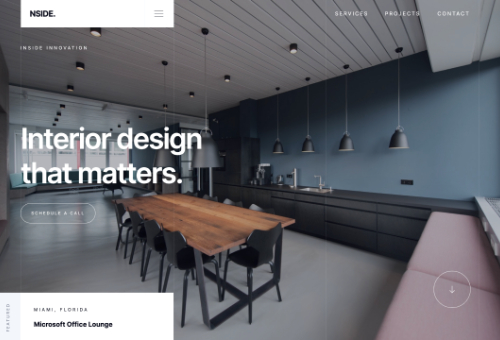 NSIDE.
SERVICES PROJECTS CONTACT
INSIDE INNOVATION
Interior design
that matters.
SCHEDULE A CALL
FEATURED
MIAMI, FLORIDA
Microsoft Office Lounge